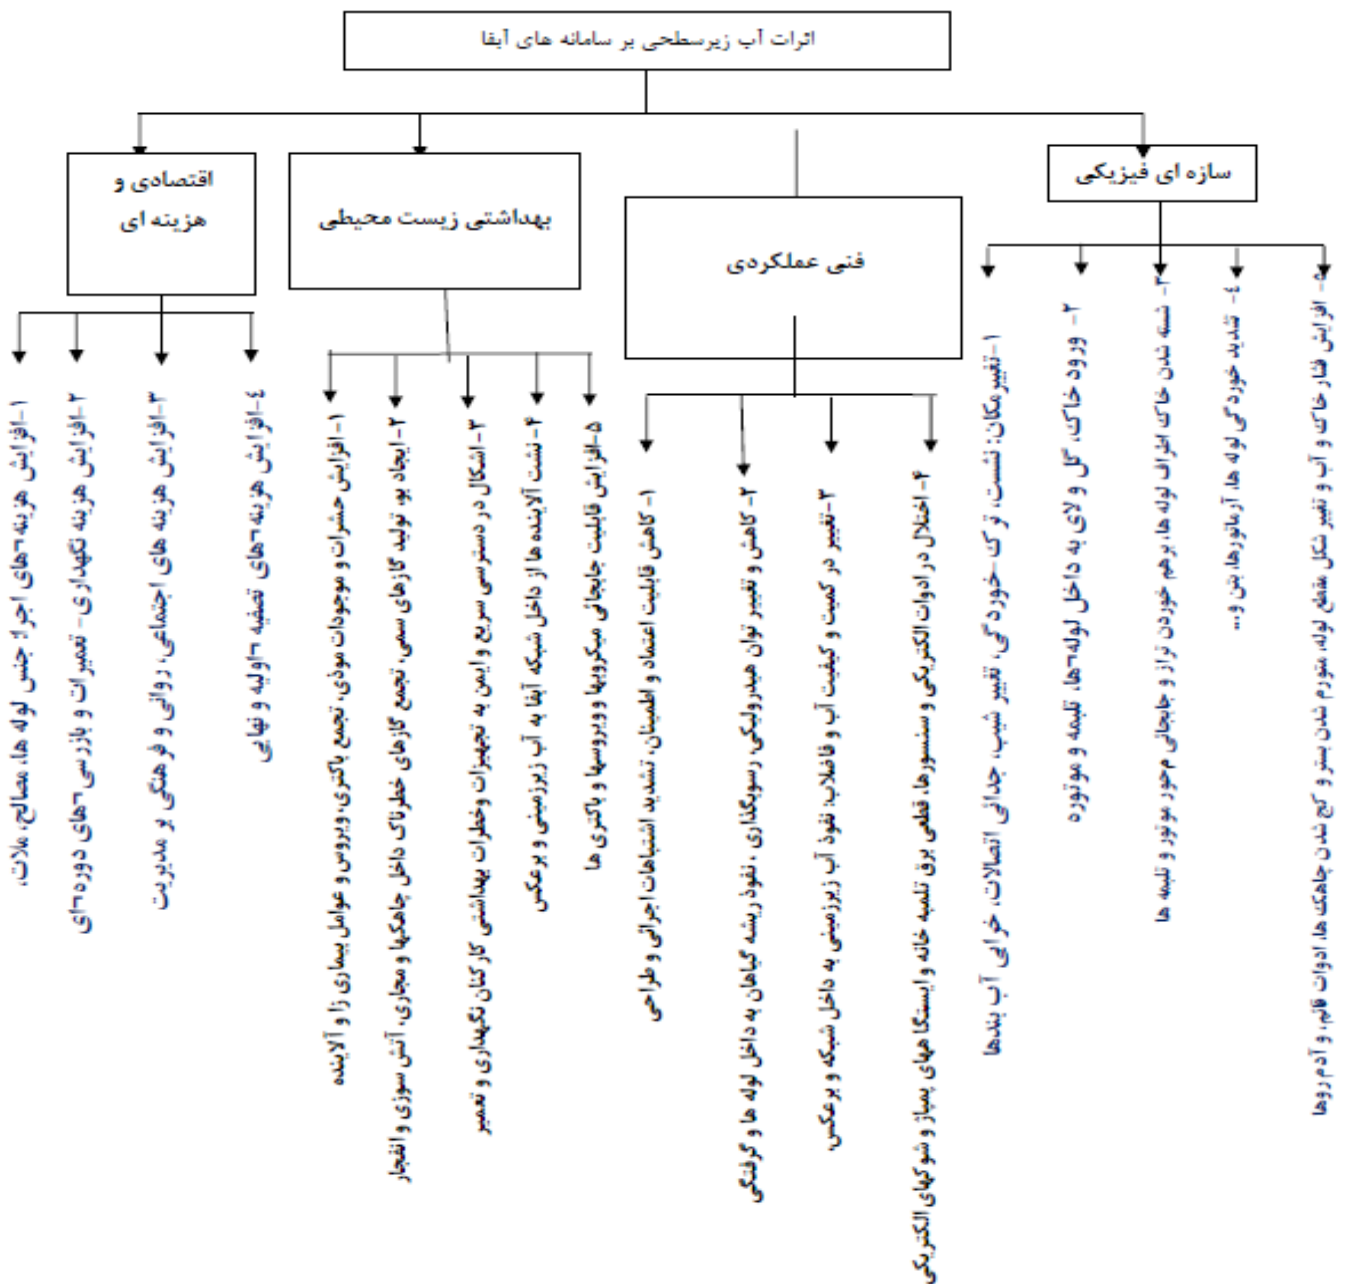 اثرات آب زیرسطحی بر سامانه های آبفا
سازه ای فیزیکی
۱-تغییرمکان: نشست، ترک-خوردگی، تغییر شیب، جدائی اتصالات، خرابی آب بندها
۲- ورود خاک، گل و لای به داخل لوله¬ها، تلبمه و موتوره
۳- شسته شدن خاک اطراف لوله ها، برهم خوردن تراز و جابجائی محور موتور و تلبمه ها
٤- تشدید خوردگی لوله ها، آرماتورها، بتن و...
۵- افزایش فشار خاک و آب و تغییر شکل مقطع لوله، متورم شدن بستر و کج شدن چاهک ها، ادوات قائم، و آدم روها
فنی عملکردی
۱- کاهش قابلیت اعتماد و اطمینان، تشدید اشتباهات اجرائی و طراحی
۲- کاهش و تغییر توان هیدرولیکی، رسوبگذاری ، نفوذ ریشه گیاهان به داخل لوله ها و گرفتگی
۳-تغییر در کمیت و کیفیت آب و فاضلاب: نفوذ آب زیرزمینی به داخل شبکه و برعکس،
۴- اختلال در ادوات الکتریکی و سنسورها، قطعی برق تلمبه خانه و ایستگا ههای پمپاژ و شوکهای الکتریکی
بهداشتی زیست محیطی
۱- افزایش حشرات و موجودات موذی، تجمع باکتری، ویروس و عوامل بیماری زا و آلاینده
۲- ایجاد بو، تولید گازهای سمی، تجمع گازهای خطرناک داخل چاهکها و مجاری، آتش سوزی و انفجار
۳- اشکال در دسترسی سریع و ایمن به تجهیزات وخطرات بهداشتی کارکنان نگهداری و تعمیر
۴- نشت آلاینده ها از داخل شبکه آبفا به آب زیرزمینی و برعکس
۵-افزایش قابلیت جابجائی میکروبها و ویروسها و باکتری ها
اقتصادی و
هزینه ای
۱-افزایش هزینه¬های اجرا: جنس لوله ها، مصالح، ملات،
۲-افزایش هزینه نگهداری- تعمیرات و بازرسی¬های دوره¬ای
۳-افزایش هزینه های اجتماعی، روانی و فرهنگی بر مدیریت
٤-افزایش هزینه¬های تصفیه ¬اولیه و نهایی